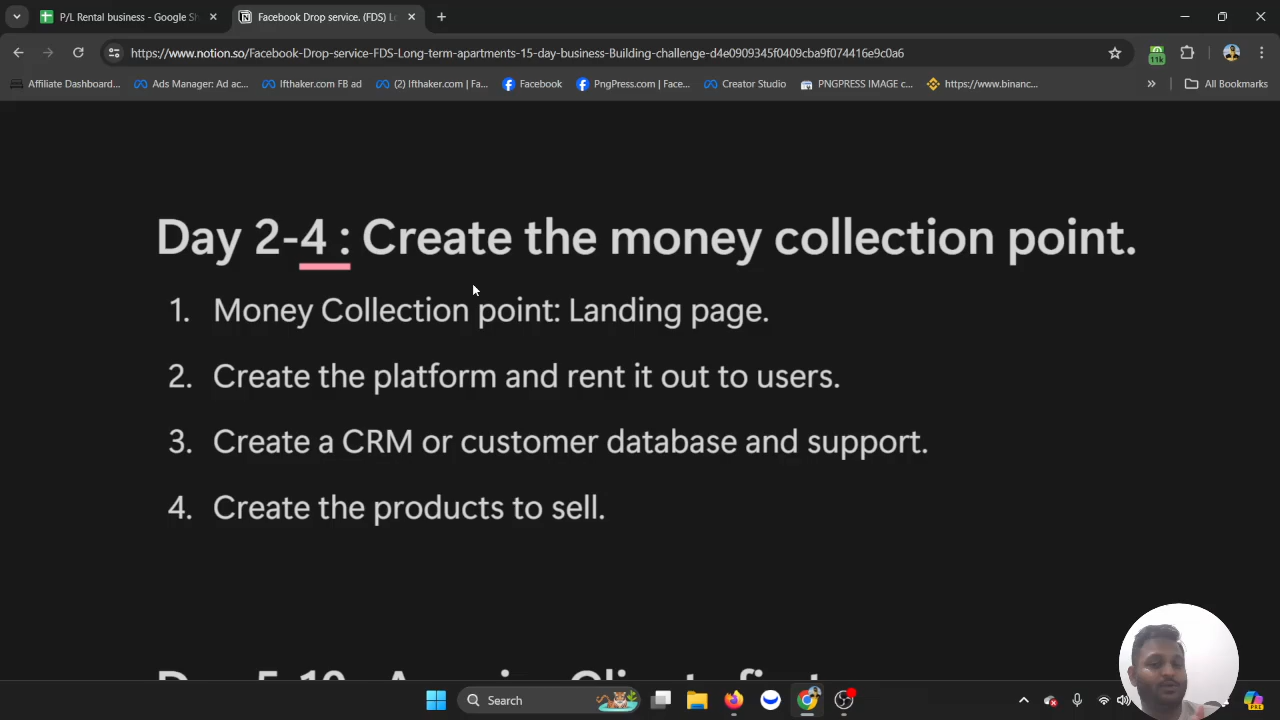 P/L Rental business - Google Sh
Facebook Drop service. (FDS) Lo
https://www.notion.so/Facebook-Drop-service-FDS-Long-term-apartments-15-day-business-Building-challenge-d4e0909345f0409cba9f074416e9c0a6
11k
Affiliate Dashboard...
Ads Manager: Ad ac...
Ifthaker.com FB ad
(2) Ifthaker.com | Fa...
Facebook
PngPress.com | Face...
Creator Studio
PNGPRESS IMAGE c...
https://www.binanc...
All Bookmarks
Day 2-4 : Create the money collection point.
1. Money Collection point: Landing page.
2. Create the platform and rent it out to users.
3. Create a CRM or customer database and support.
4. Create the products to sell.
Search